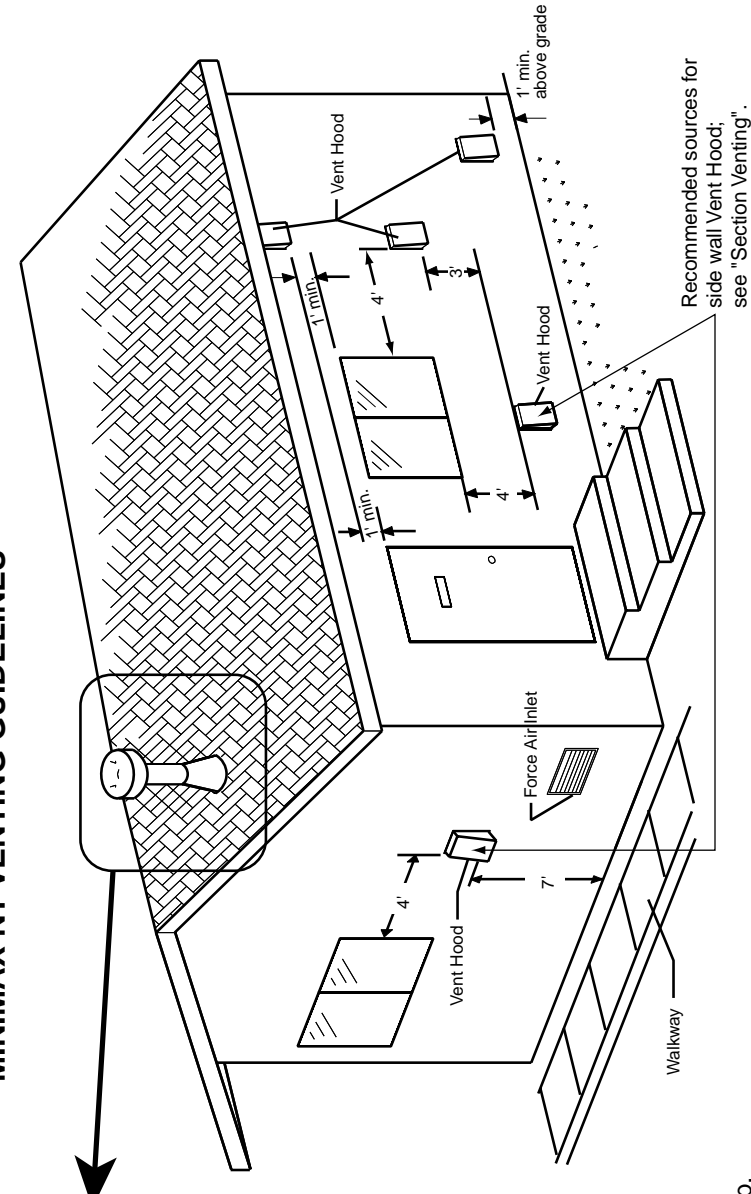 MINIMAX NT VENTING GUIDELINES
1' min.
above grade
Vent Hood
1' min.
4'
3'
Vent Hood
4'
1' min.
Recommended sources for
side wall Vent Hood;
see "Section Venting".
Force Air Inlet
4'
Vent Hood
7'
Walkway